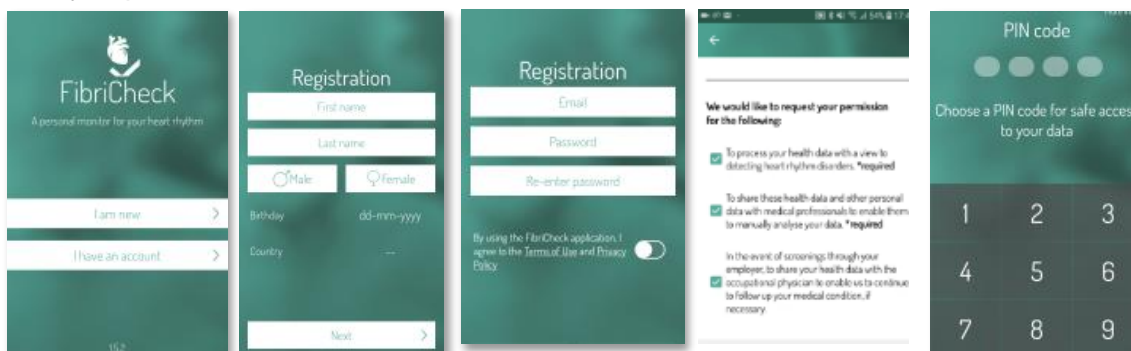 FibriCheck
A personal monitor for your heart rhythm
I am new
I have an account
1.5.2
Registration
First name
Last name
Male
Female
Birthday
dd-mm-yyyy
Country
---
Next
Registration
Email
Password
Re-enter password
By using the FibriCheck application, I
agree to the Terms of Use and Privacy
Policy
54%
We would like to request your permission
for the following:
To process your health data with a view to
detecting heart rhythm disorders. *required
To share these health data and other personal
data with medical professionals to enable them
to manually analyse your data. *required
In the event of screenings through your
employer, to share your health data with the
occupational physician to enable us to continue
to follow up your medical condition, if
necessary
PIN code
Choose a PIN code for safe acces
to your data
1 2 3
4 5 6
7 8 9